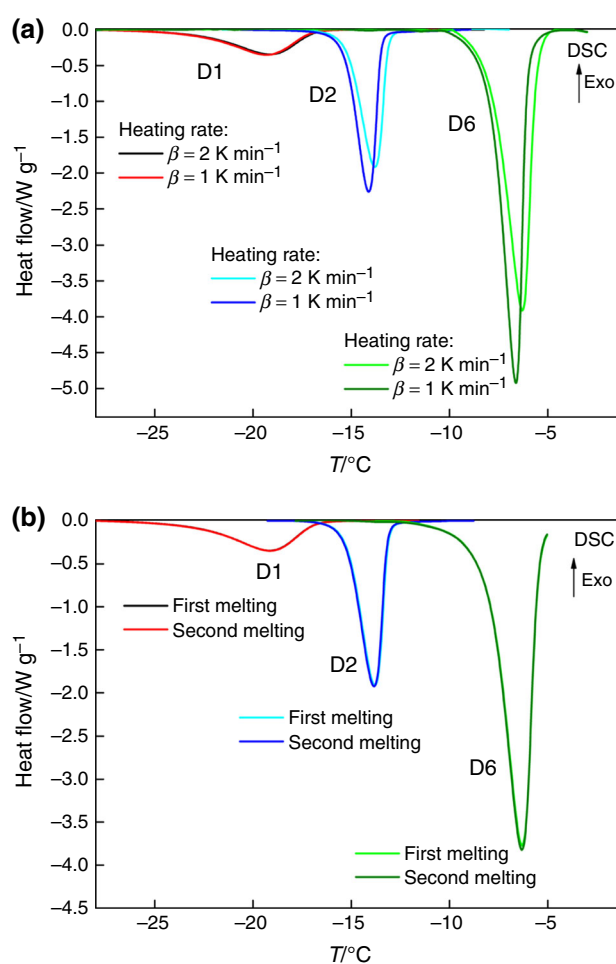 (a)
0.0
–0.5
–1.0
–1.5
–2.0
–2.5
–3.0
–3.5
–4.0
–4.5
–5.0
Heat flow/W g–1
D1
D2
D6
DSC
Exo
Heating rate:
β = 2 K min–1
β = 1 K min–1
Heating rate:
β = 2 K min–1
β = 1 K min–1
Heating rate:
β = 2 K min–1
β = 1 K min–1
–25 –20 –15 –10 –5
T/°C
(b)
0.0
–0.5
–1.0
–1.5
–2.0
–2.5
–3.0
–3.5
–4.0
–4.5
Heat flow/W g–1
DSC
Exo
D1
First melting
Second melting
D2
First melting
Second melting
D6
First melting
Second melting
–25 –20 –15 –10 –5
T/°C